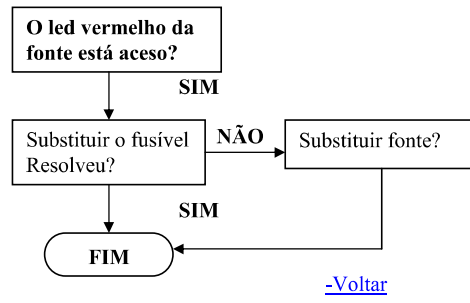 O led vermelho da
fonte está aceso?
SIM
Substituir o fusível
Resolveu?
NÃO
Substituir fonte?
SIM
FIM
-Voltar